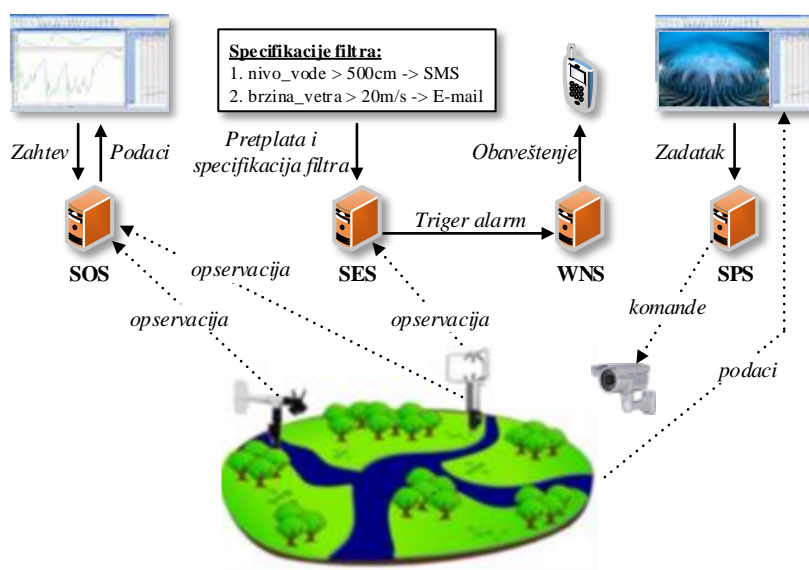 Specifikacije filtra:
1. nivo_vode > 500cm -> SMS
2. brzina_vetra > 20m/s -> E-mail
Zahtev
Podaci
Pretplata i
specifikacija filtra
Obaveštenje
Zadatak
Triger alarm
SOS
SES
WNS
SPS
opservacija
opservacija
opservacija
komande
podaci